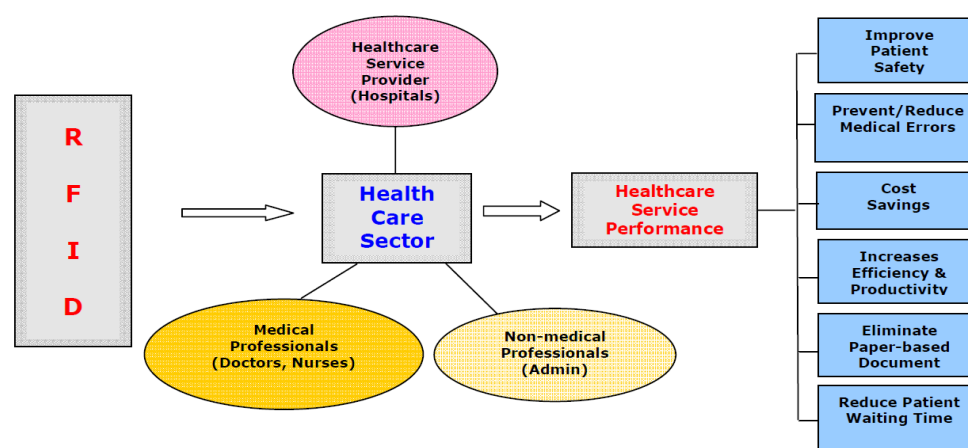 R
F
I
D
Healthcare
Service
Provider
(Hospitals)
Health
Care
Sector
Medical
Professionals
(Doctors, Nurses)
Non-medical
Professionals
(Admin)
Healthcare
Service
Performance
Improve
Patient
Safety
Prevent/Reduce
Medical Errors
Cost
Savings
Increases
Efficiency &
Productivity
Eliminate
Paper-based
Document
Reduce Patient
Waiting Time